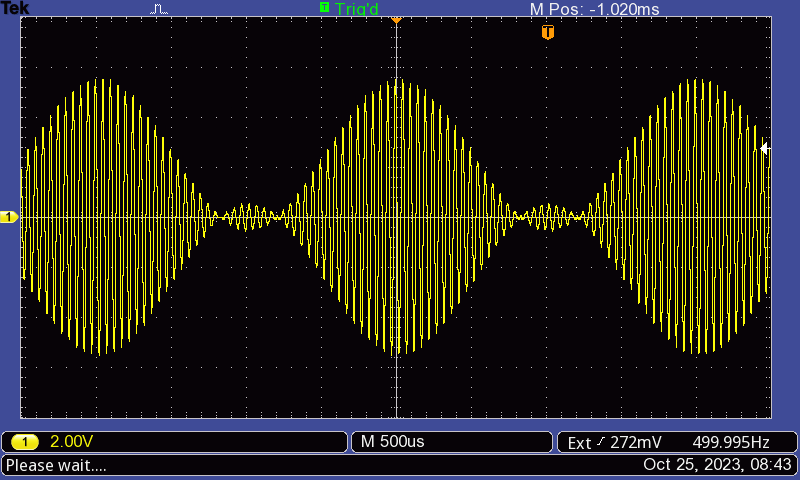 Tek T Trig'd M Pos: -1.020ms
T
1
1 2.00V M 500us Ext 272mV 499.995Hz
Please wait.... Oct 25, 2023, 08:43